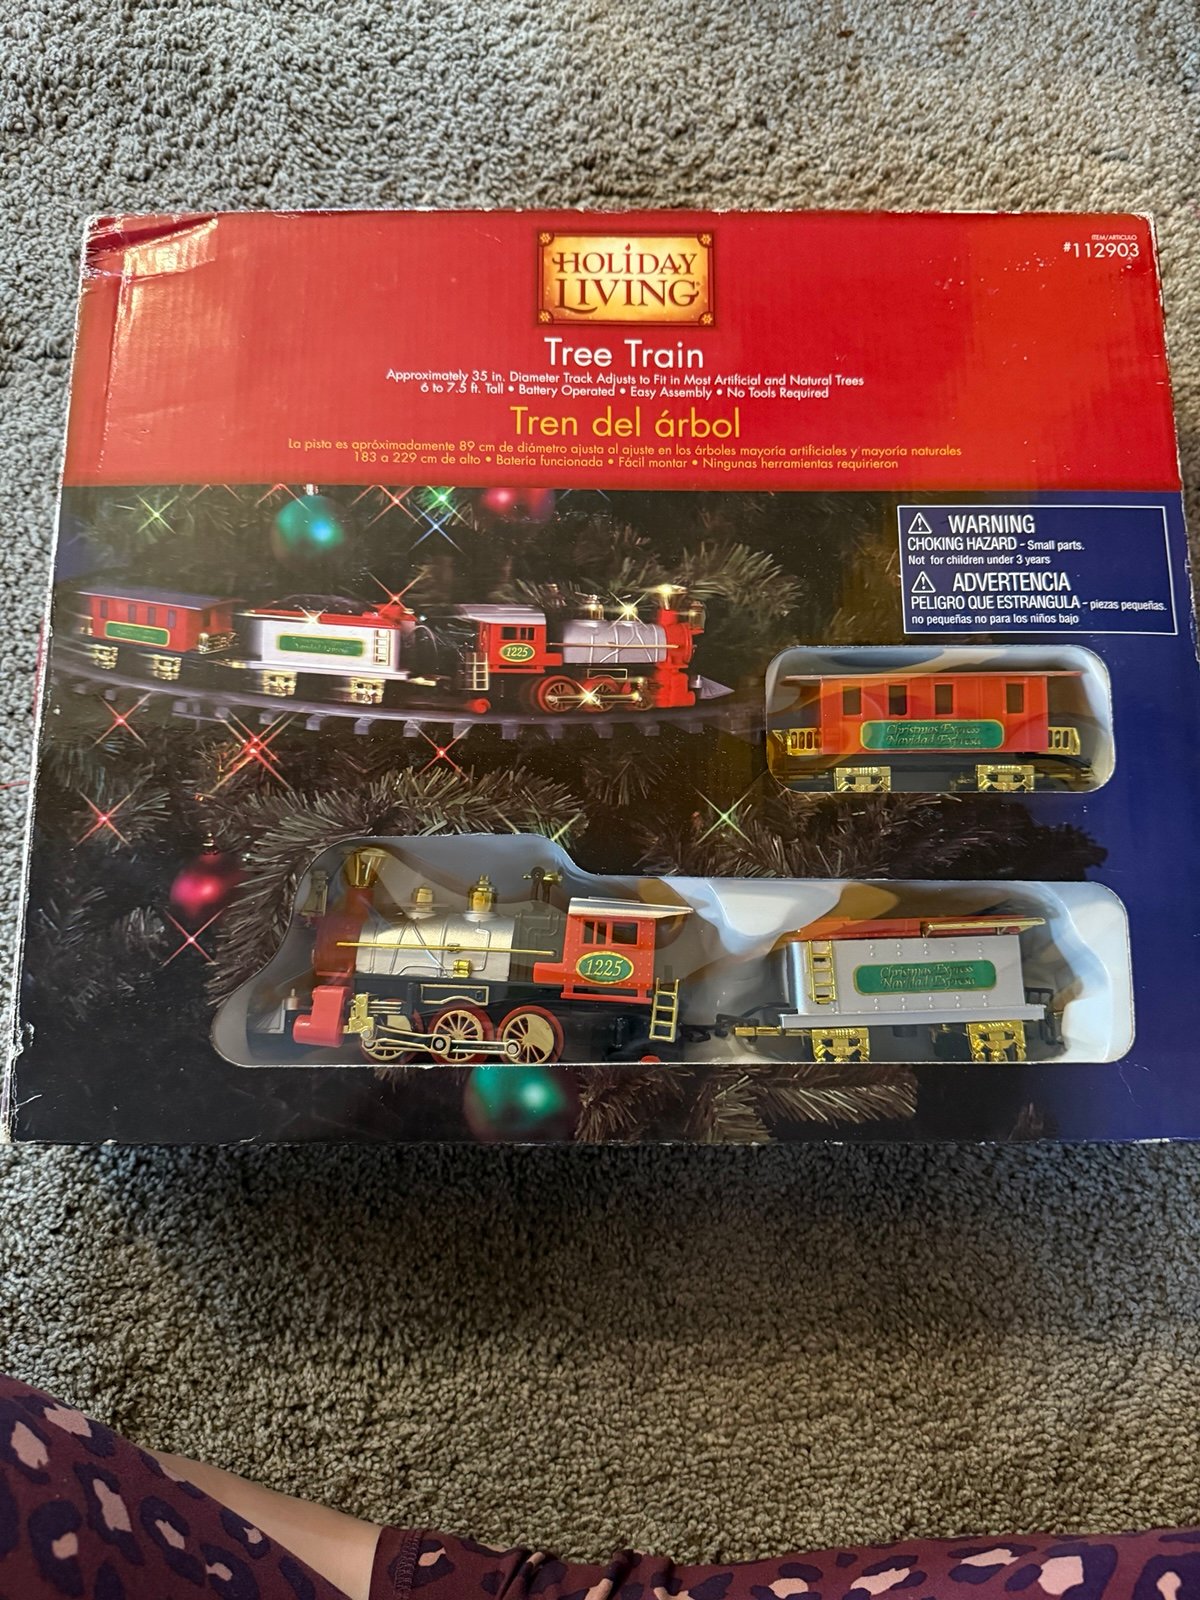 ITEM/ARTICULO
#112903
HOLIDAY
LIVING®
Tree Train
Approximately 35 in. Diameter Track Adjusts to Fit in Most Artificial and Natural Trees
6 to 7.5 ft. Tall • Battery Operated • Easy Assembly • No Tools Required
Tren del árbol
La pista es apróximadamente 89 cm de diámetro ajusta al ajuste en los árboles mayoría artificiales y mayoría naturales
183 a 229 cm de alto • Bateria funcionada • Fácil montar • Ningunas herramientas requirieron
WARNING
CHOKING HAZARD - Small parts.
Not for children under 3 years
ADVERTENCIA
PELIGRO QUE ESTRANGULA - piezas pequeñas.
no pequeñas no para los niños bajo
1225
Christmas Express
Navidad Expresa
1225
Christmas Express
Navidad Expresa